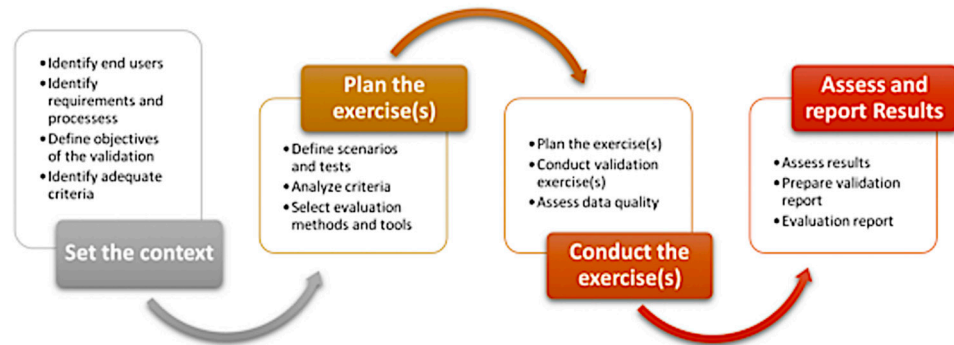 • Identify end users
• Identify
requirements and
processess
• Define objectives
of the validation
• Identify adequate
criteria
Set the context
Plan the
exercise(s)
• Define scenarios
and tests
• Analyze criteria
• Select evaluation
methods and tools
• Plan the exercise(s)
• Conduct validation
exercise(s)
• Assess data quality
Conduct the
exercise(s)
Assess and
report Results
• Assess results
• Prepare validation
report
• Evaluation report